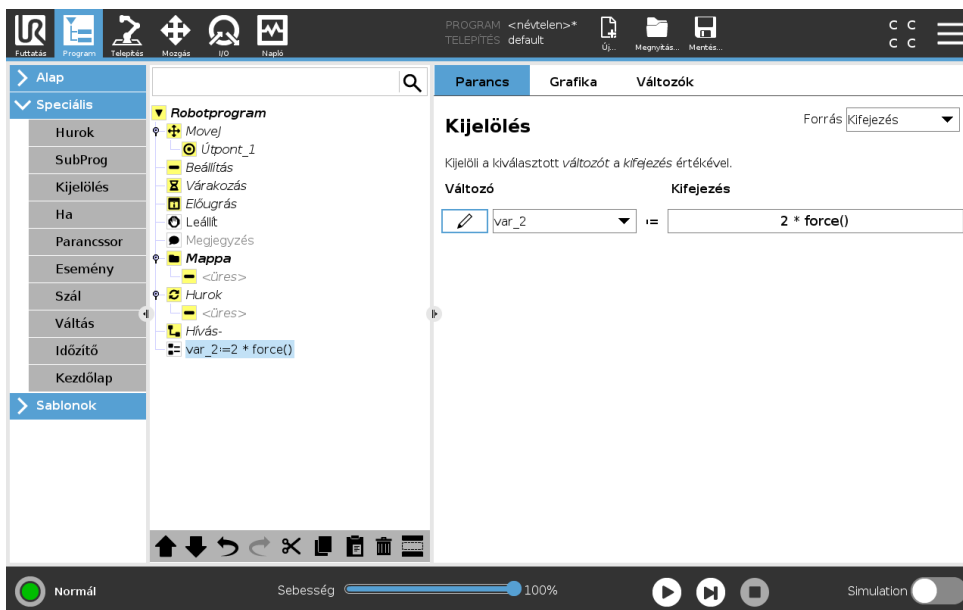 PROGRAM <névtelen>*
TELEPÍTÉS default
Futtatás Program Telepítés Mozgás I/O Napló Új... Megnyitás... Mentés...
C C
C C
Alap
Speciális
Hurok
SubProg
Kijelölés
Ha
Parancssor
Esemény
Szál
Váltás
Időzítő
Kezdőlap
Sablonok
Robotprogram
MoveJ
Útpont_1
Beállítás
Várakozás
Előugrás
Leállít
Megjegyzés
Mappa
<üres>
Hurok
<üres>
Hívás-
var_2:=2 * force()
Parancs Grafika Változók
Kijelölés
Forrás Kifejezés
Kijelöli a kiválasztott változót a kifejezés értékével.
Változó Kifejezés
var_2 := 2 * force()
Normál Sebesség 100% Simulation